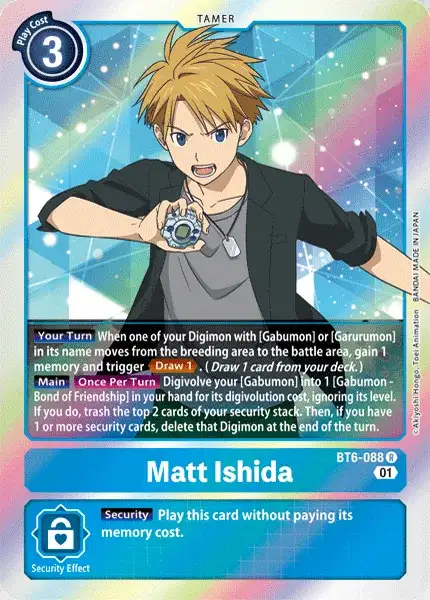 TAMER
Play Cost
3
Your Turn When one of your Digimon with [Gabumon] or [Garurumon]
in its name moves from the breeding area to the battle area, gain 1
memory and trigger Draw 1. (Draw 1 card from your deck.)
Main Once Per Turn Digivolve your [Gabumon] into 1 [Gabumon -
Bond of Friendship] in your hand for its digivolution cost, ignoring its level.
If you do, trash the top 2 cards of your security stack. Then, if you have
1 or more security cards, delete that Digimon at the end of the turn.
©Akiyoshi Hongo, Toei Animation BANDAI MADE IN JAPAN
BT6-088 R
Matt Ishida
01
Security Play this card without paying its
memory cost.
Security Effect